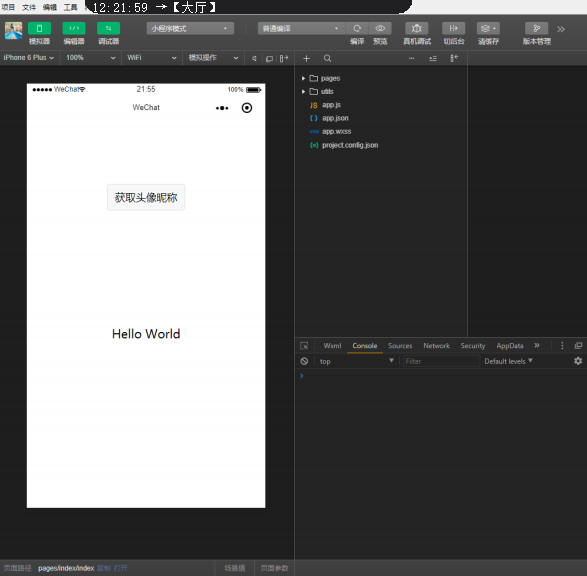 项目 文件 编辑 工具
12:21:59 →【大厅】
小程序模式 普通编译
模拟器 编辑器 调试器 编译 预览 真机调试 切后台 清缓存 版本管理
iPhone 6 Plus 100% WiFi 模拟操作
WeChat 21:55 100%
WeChat
获取头像昵称
Hello World
pages
utils
JS app.js
{ } app.json
app.wxss
project.config.json
Wxml Console Sources Network Security AppData
top Filter Default levels
页面路径 pages/index/index 复制 打开 场景值 页面参数